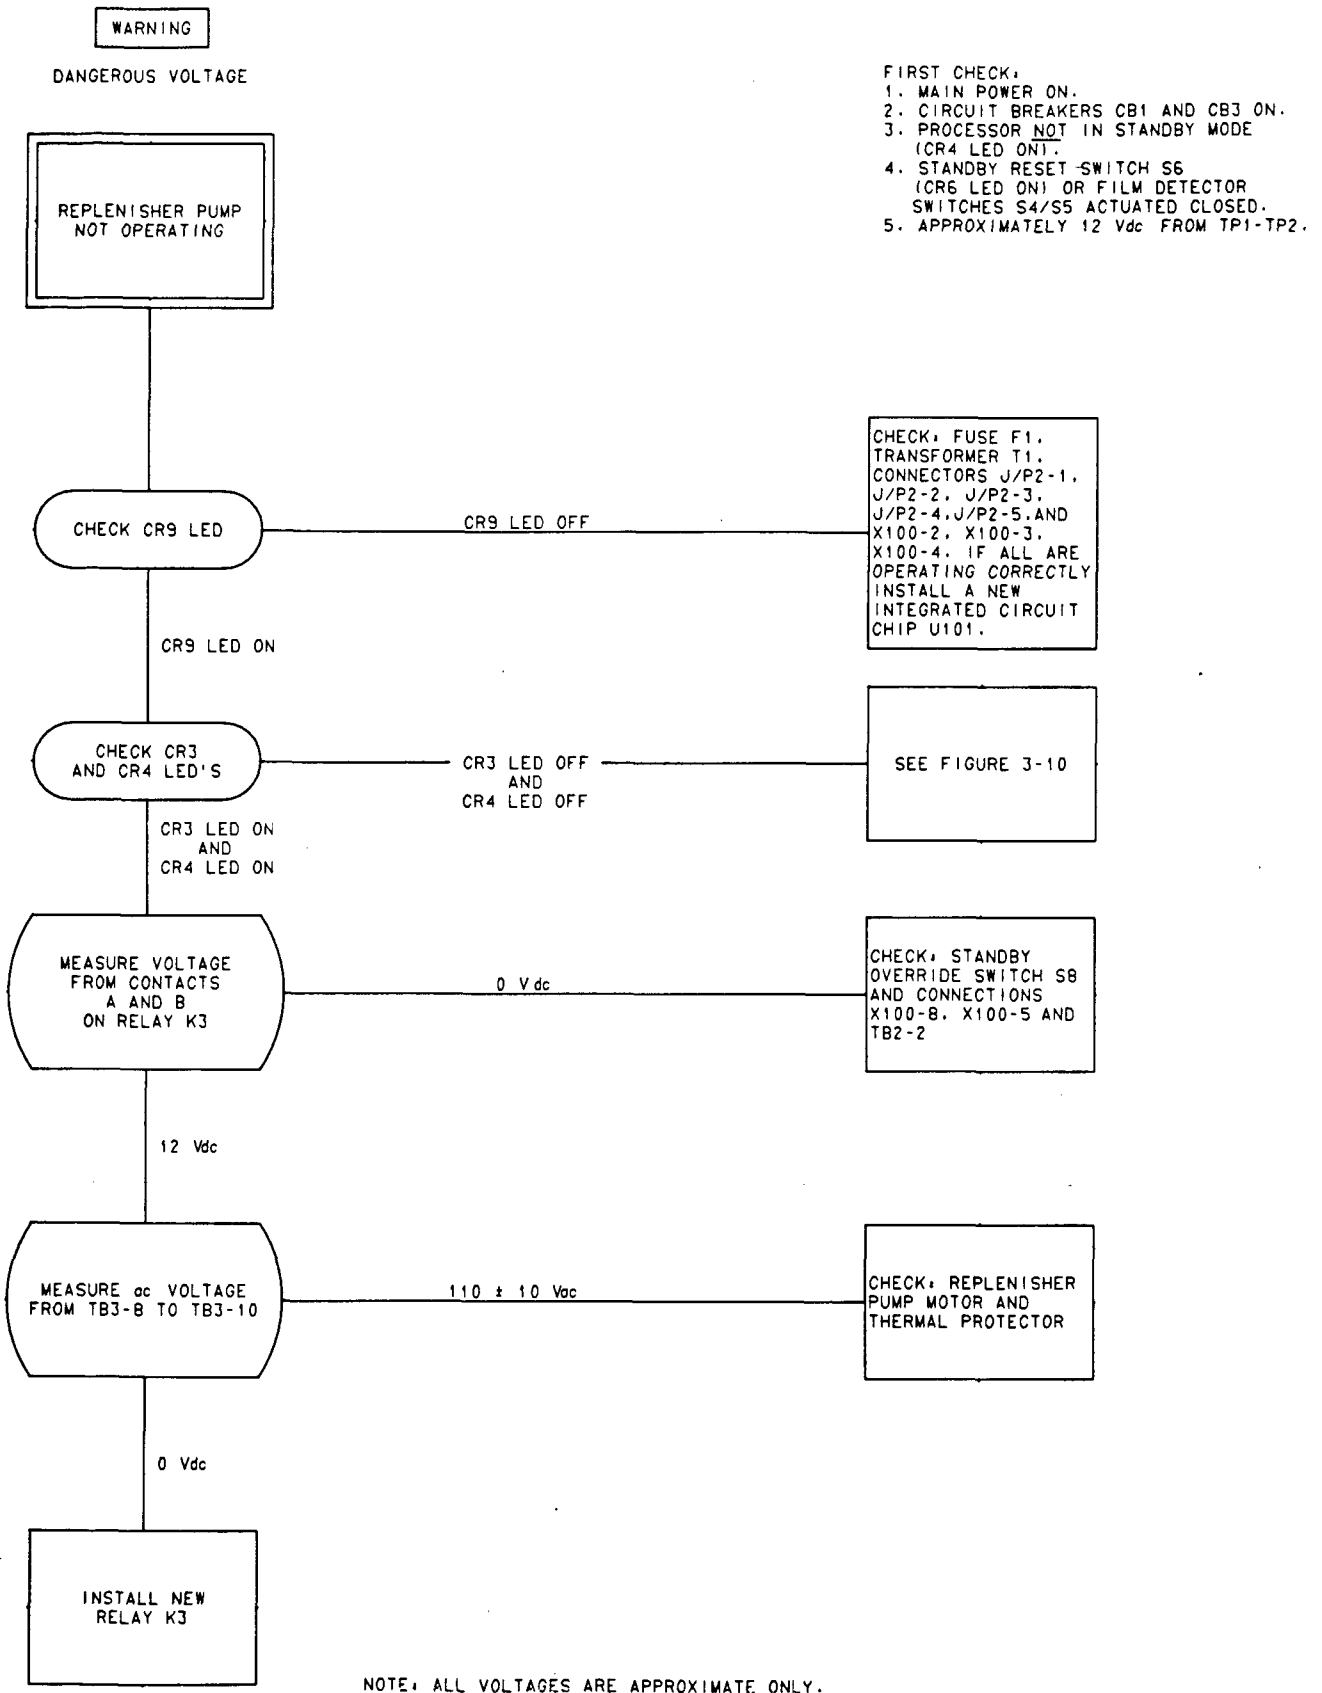 WARNING
DANGEROUS VOLTAGE
FIRST CHECK:
1. MAIN POWER ON.
2. CIRCUIT BREAKERS CB1 AND CB3 ON.
3. PROCESSOR NOT IN STANDBY MODE
(CR4 LED ON).
4. STANDBY RESET SWITCH S6
(CR6 LED ON) OR FILM DETECTOR
SWITCHES S4/S5 ACTUATED CLOSED.
5. APPROXIMATELY 12 Vdc FROM TP1-TP2.
REPLENISHER PUMP
NOT OPERATING
CHECK CR9 LED
CR9 LED OFF
CHECK: FUSE F1,
TRANSFORMER T1,
CONNECTORS J/P2-1,
J/P2-2, J/P2-3,
J/P2-4,J/P2-5,AND
X100-2, X100-3,
X100-4. IF ALL ARE
OPERATING CORRECTLY
INSTALL A NEW
INTEGRATED CIRCUIT
CHIP U101.
CR9 LED ON
CHECK CR3
AND CR4 LED'S
CR3 LED OFF
AND
CR4 LED OFF
SEE FIGURE 3-10
CR3 LED ON
AND
CR4 LED ON
MEASURE VOLTAGE
FROM CONTACTS
A AND B
ON RELAY K3
0 Vdc
CHECK: STANDBY
OVERRIDE SWITCH S8
AND CONNECTIONS
X100-8, X100-5 AND
TB2-2
12 Vdc
MEASURE ac VOLTAGE
FROM TB3-8 TO TB3-10
110 ± 10 Vac
CHECK: REPLENISHER
PUMP MOTOR AND
THERMAL PROTECTOR
0 Vdc
INSTALL NEW
RELAY K3
NOTE: ALL VOLTAGES ARE APPROXIMATE ONLY.